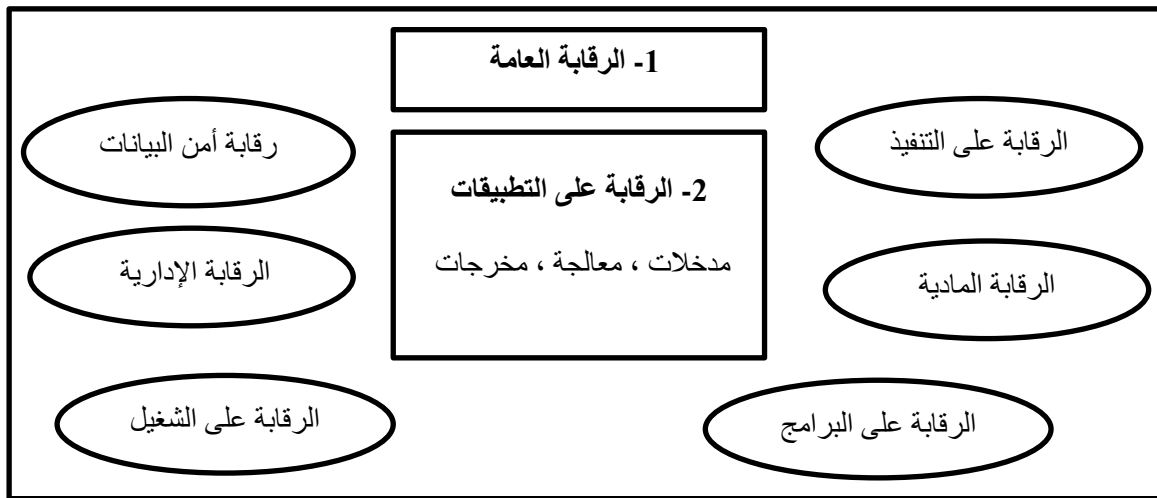 1- الرقابة العامة
الرقابة على التنفيذ
رقابة أمن البيانات
2- الرقابة على التطبيقات
مدخلات ، معالجة ، مخرجات
الرقابة المادية
الرقابة الإدارية
الرقابة على البرامج
الرقابة على الشغيل